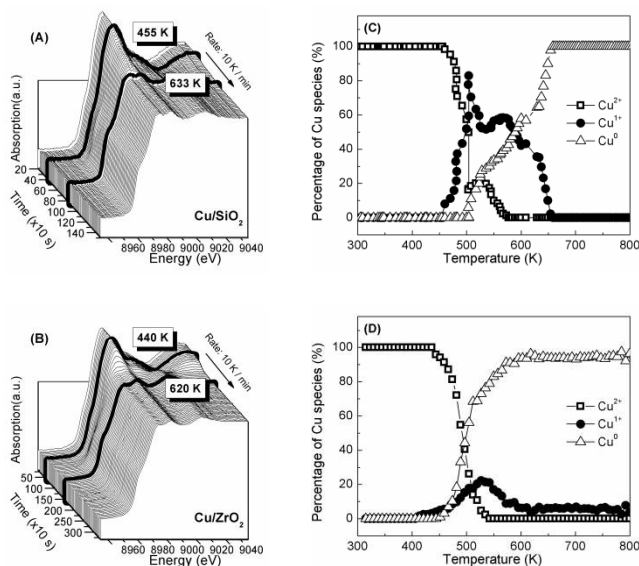 (A)
455 K
633 K
Rate: 10 K / min
Absorption(a.u.)
20
40
60
80
100
120
140
Time (x10 s)
8960 8980 9000 9020 9040
Energy (eV)
Cu/SiO₂
(C)
Percentage of Cu species (%)
100
80
60
40
20
0
Cu²⁺
Cu¹⁺
Cu⁰
300 400 500 600 700 800
Temperature (K)
(B)
440 K
620 K
Rate: 10 K / min
Absorption(a.u.)
50
100
150
200
250
300
Time (x10 s)
8960 8980 9000 9020 9040
Energy (eV)
Cu/ZrO₂
(D)
Percentage of Cu species (%)
100
80
60
40
20
0
Cu²⁺
Cu¹⁺
Cu⁰
300 400 500 600 700 800
Temperature (K)